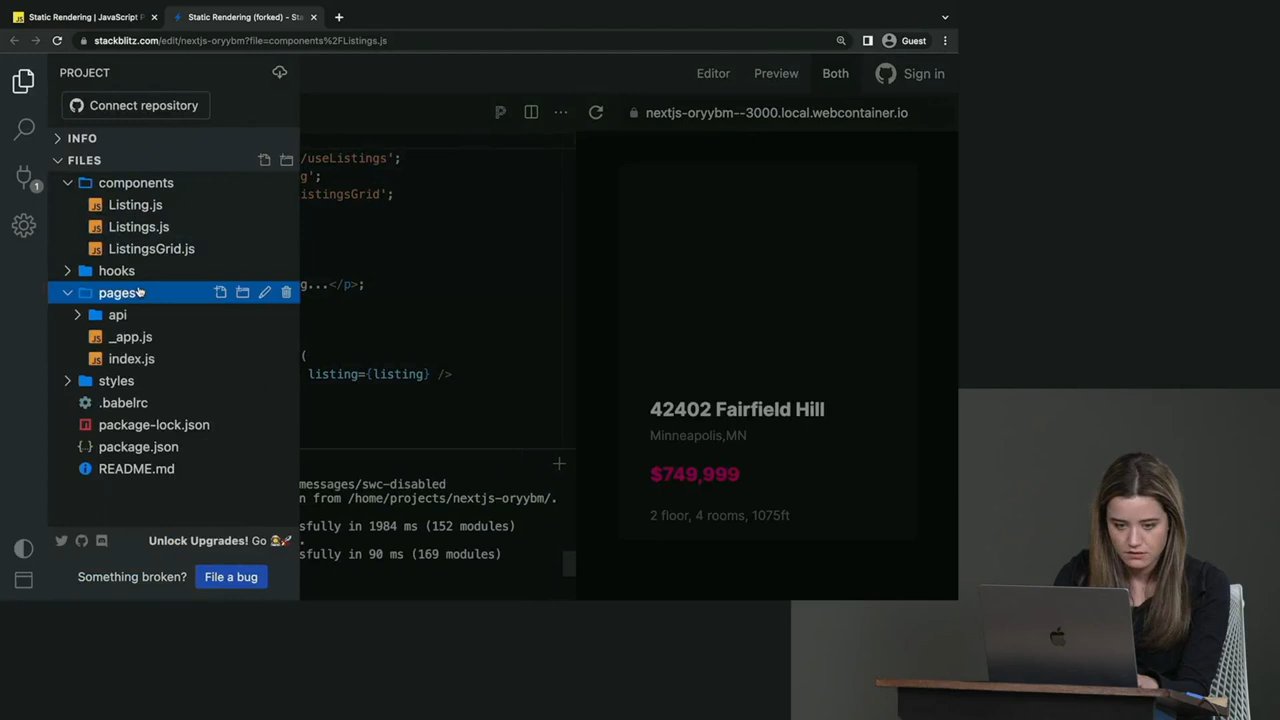 Static Rendering | JavaScript P
Static Rendering (forked) - Sta
stackblitz.com/edit/nextjs-oryybm?file=components%2FListings.js
Guest
PROJECT
Editor
Preview
Both
Sign in
Connect repository
nextjs-oryybm--3000.local.webcontainer.io
INFO
FILES
components
Listing.js
Listings.js
ListingsGrid.js
hooks
pages
api
_app.js
index.js
styles
.babelrc
package-lock.json
package.json
README.md
1
/useListings';
g';
istingsGrid';
g...</p>;
(
listing={listing} />
messages/swc-disabled
n from /home/projects/nextjs-oryybm/.
sfully in 1984 ms (152 modules)
.
sfully in 90 ms (169 modules)
42402 Fairfield Hill
Minneapolis,MN
$749,999
2 floor, 4 rooms, 1075ft
Unlock Upgrades! Go
Something broken?
File a bug